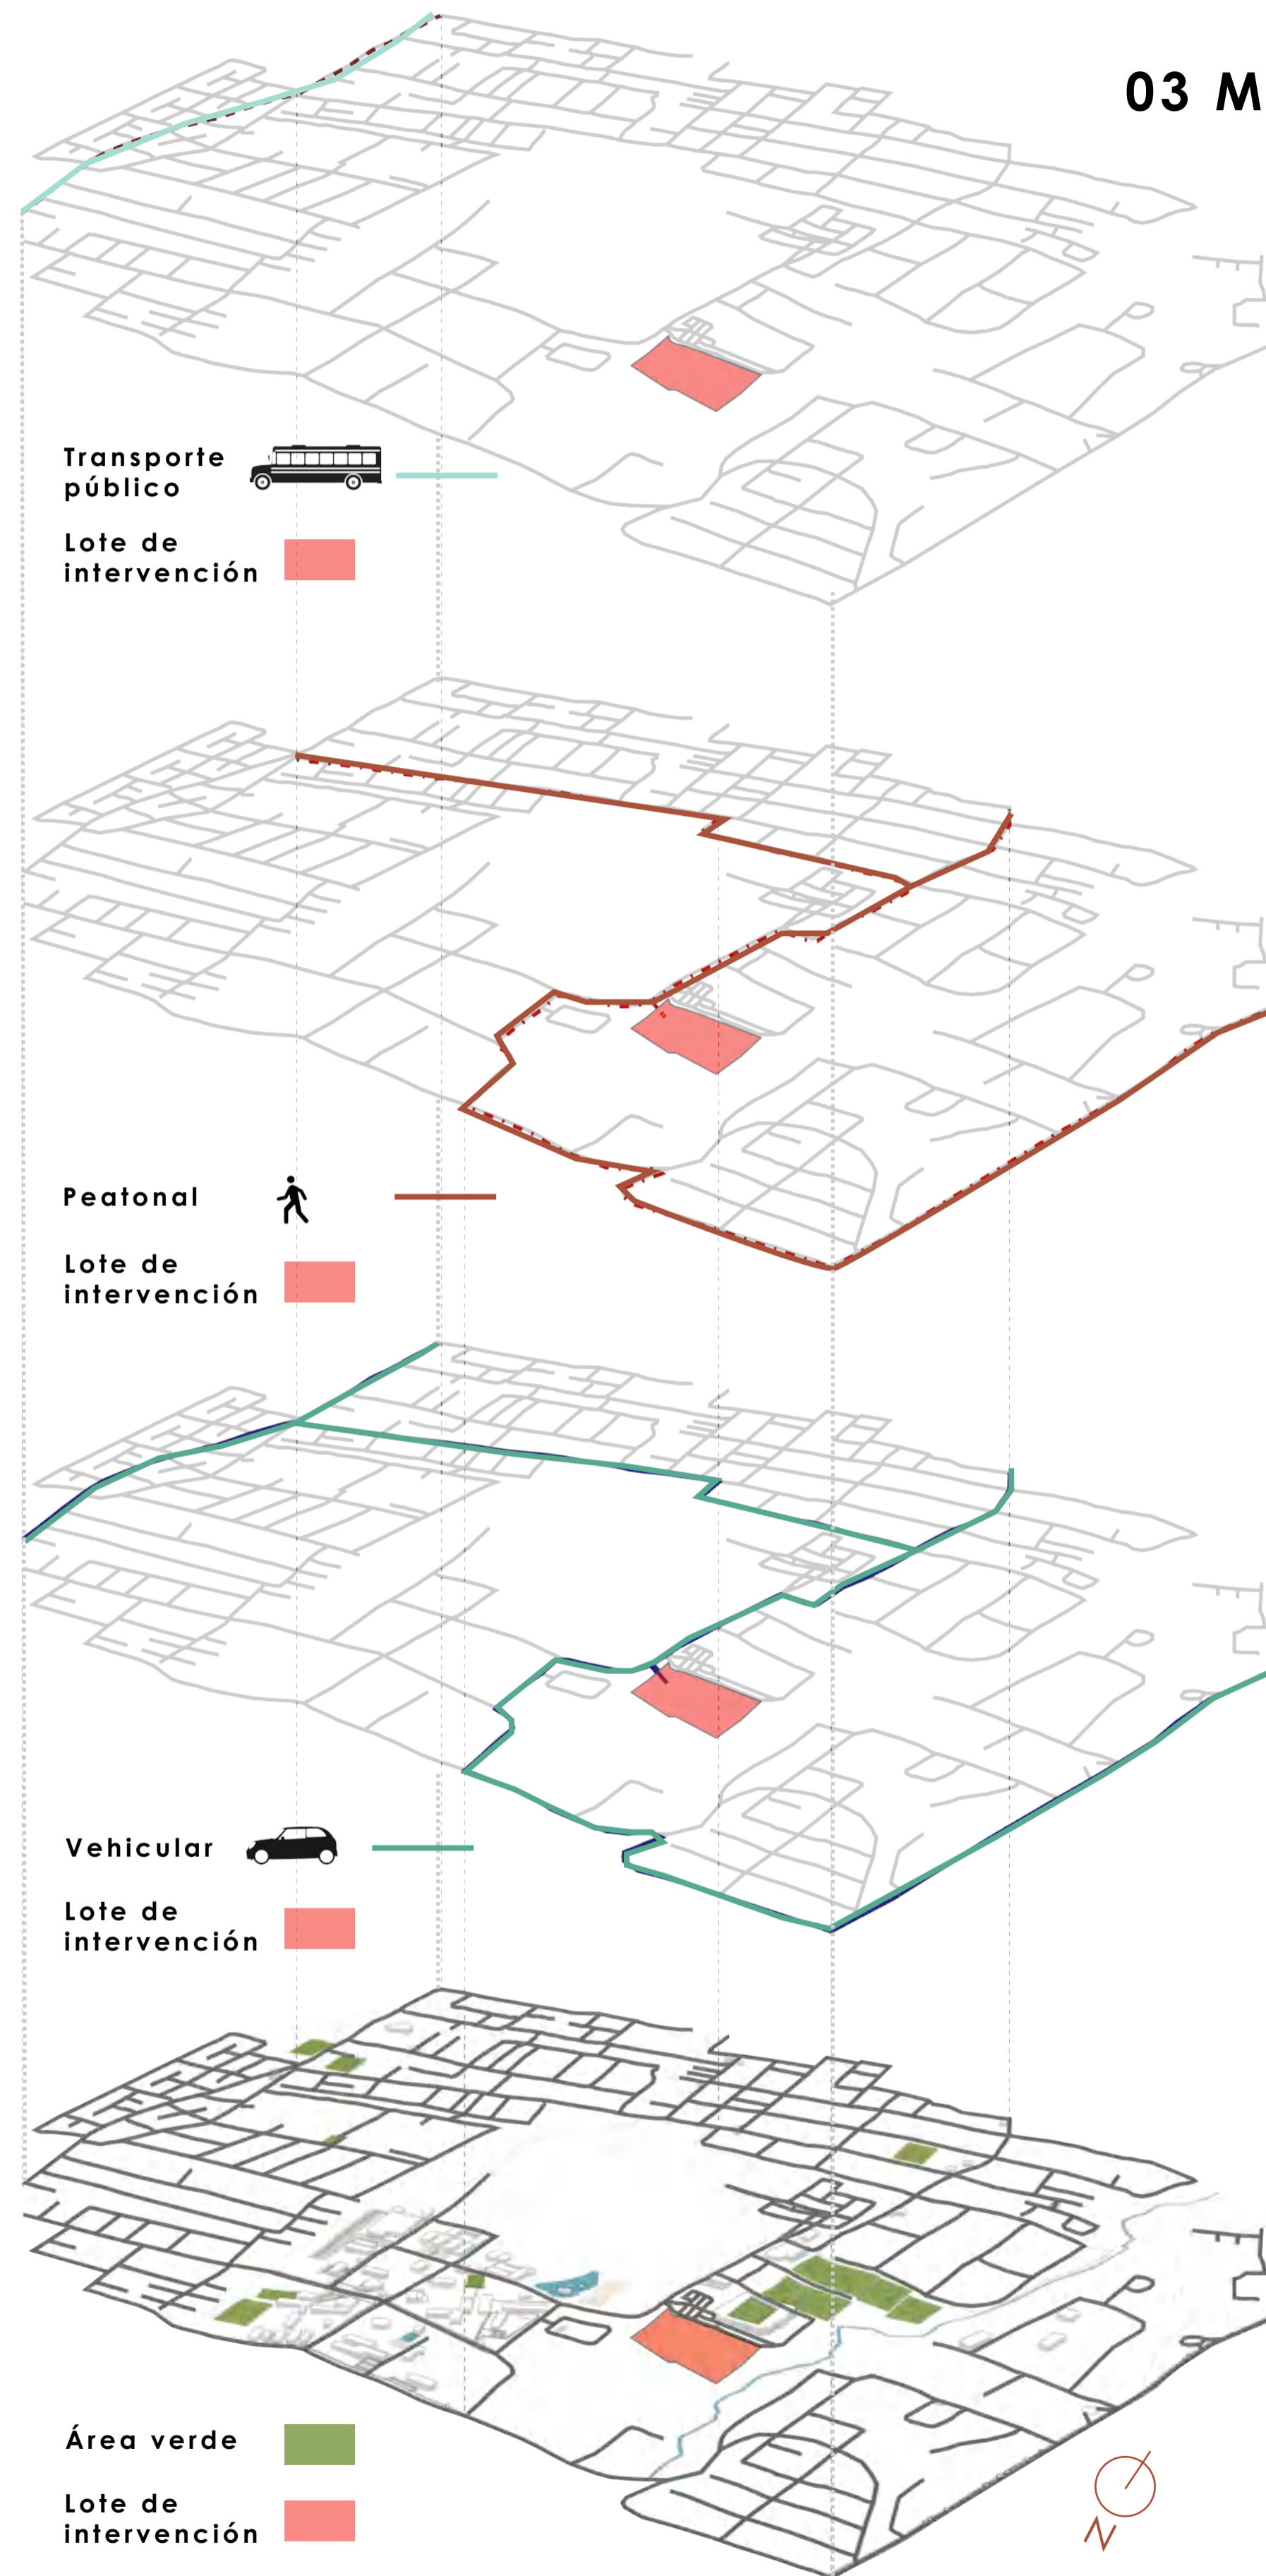 03 M
Transporte
público
Lote de
intervención
Peatonal
Lote de
intervención
Vehicular
Lote de
intervención
Área verde
Lote de
intervención
N